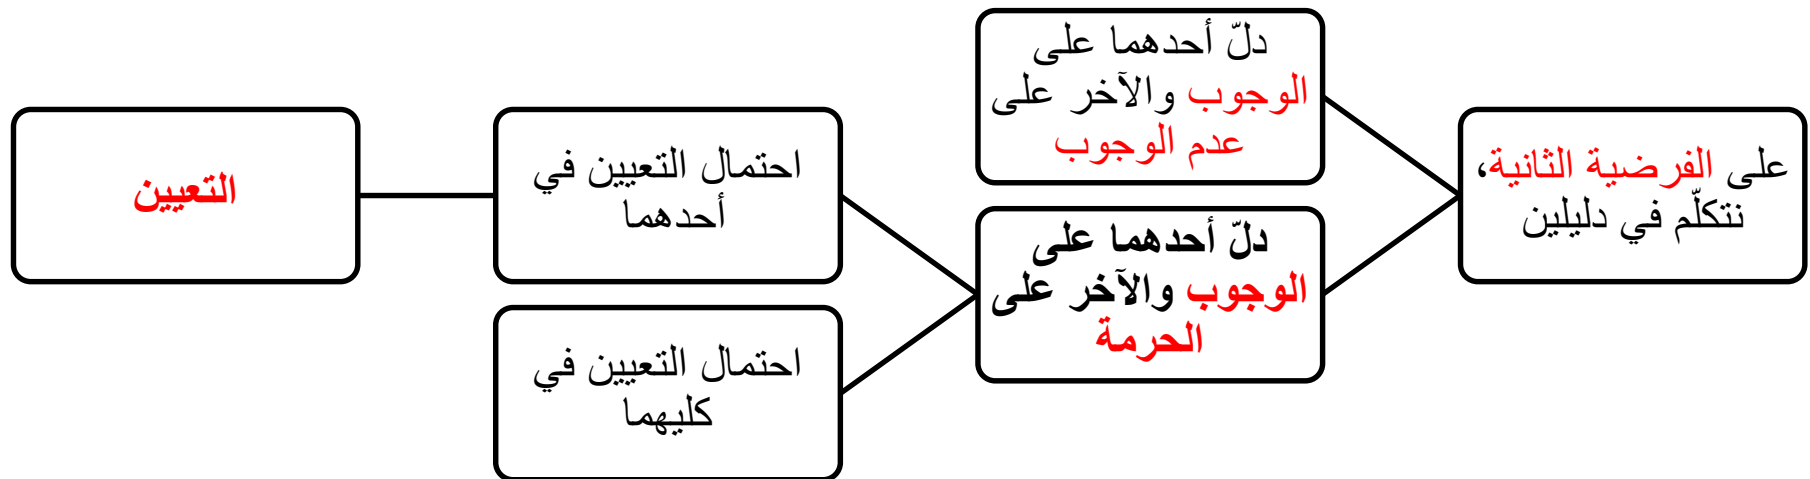 على الفرضية الثانية،
نتكلّم في دليلين
دلّ أحدهما على
الوجوب والآخر على
عدم الوجوب
دلّ أحدهما على
الوجوب والآخر على
الحرمة
احتمال التعيين في
أحدهما
احتمال التعيين في
كليهما
التعيين